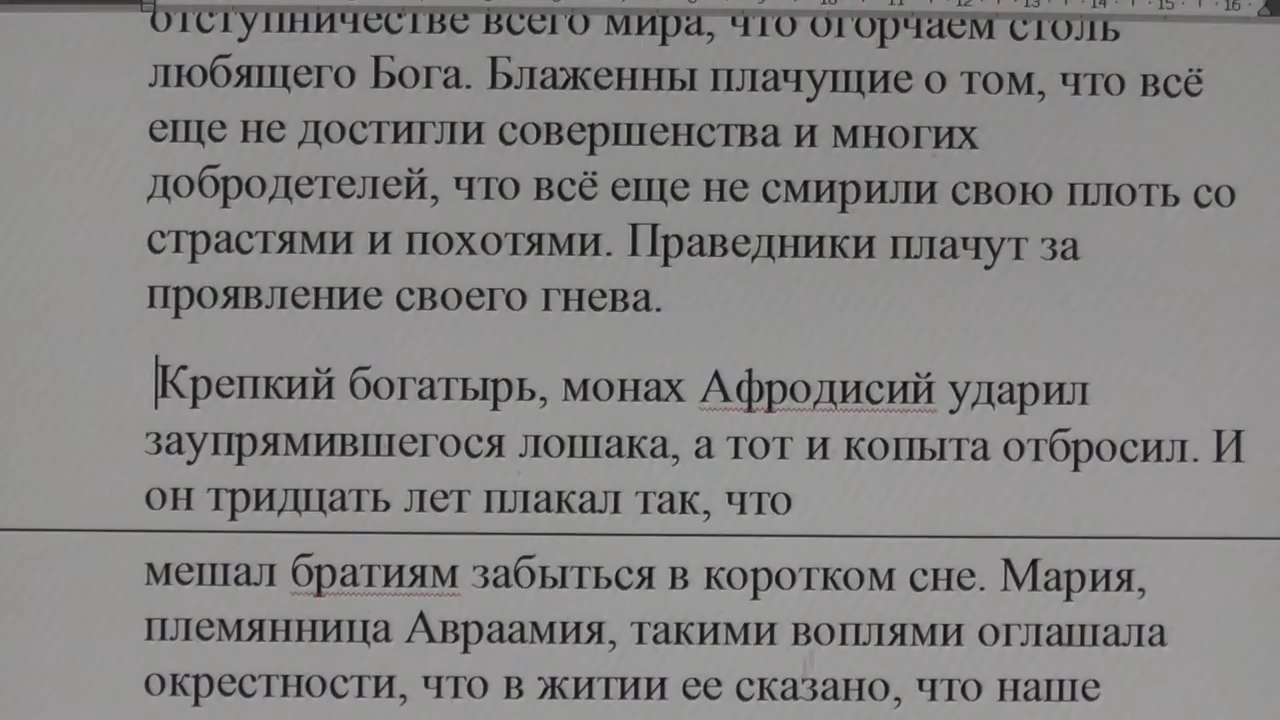 отступничестве всего мира, что огорчаем столь
любящего Бога. Блаженны плачущие о том, что всё
еще не достигли совершенства и многих
добродетелей, что всё еще не смирили свою плоть со
страстями и похотями. Праведники плачут за
проявление своего гнева.
Крепкий богатырь, монах Афродисий ударил
заупрямившегося лошака, а тот и копыта отбросил. И
он тридцать лет плакал так, что
мешал братиям забыться в коротком сне. Мария,
племянница Авраамия, такими воплями оглашала
окрестности, что в житии ее сказано, что наше